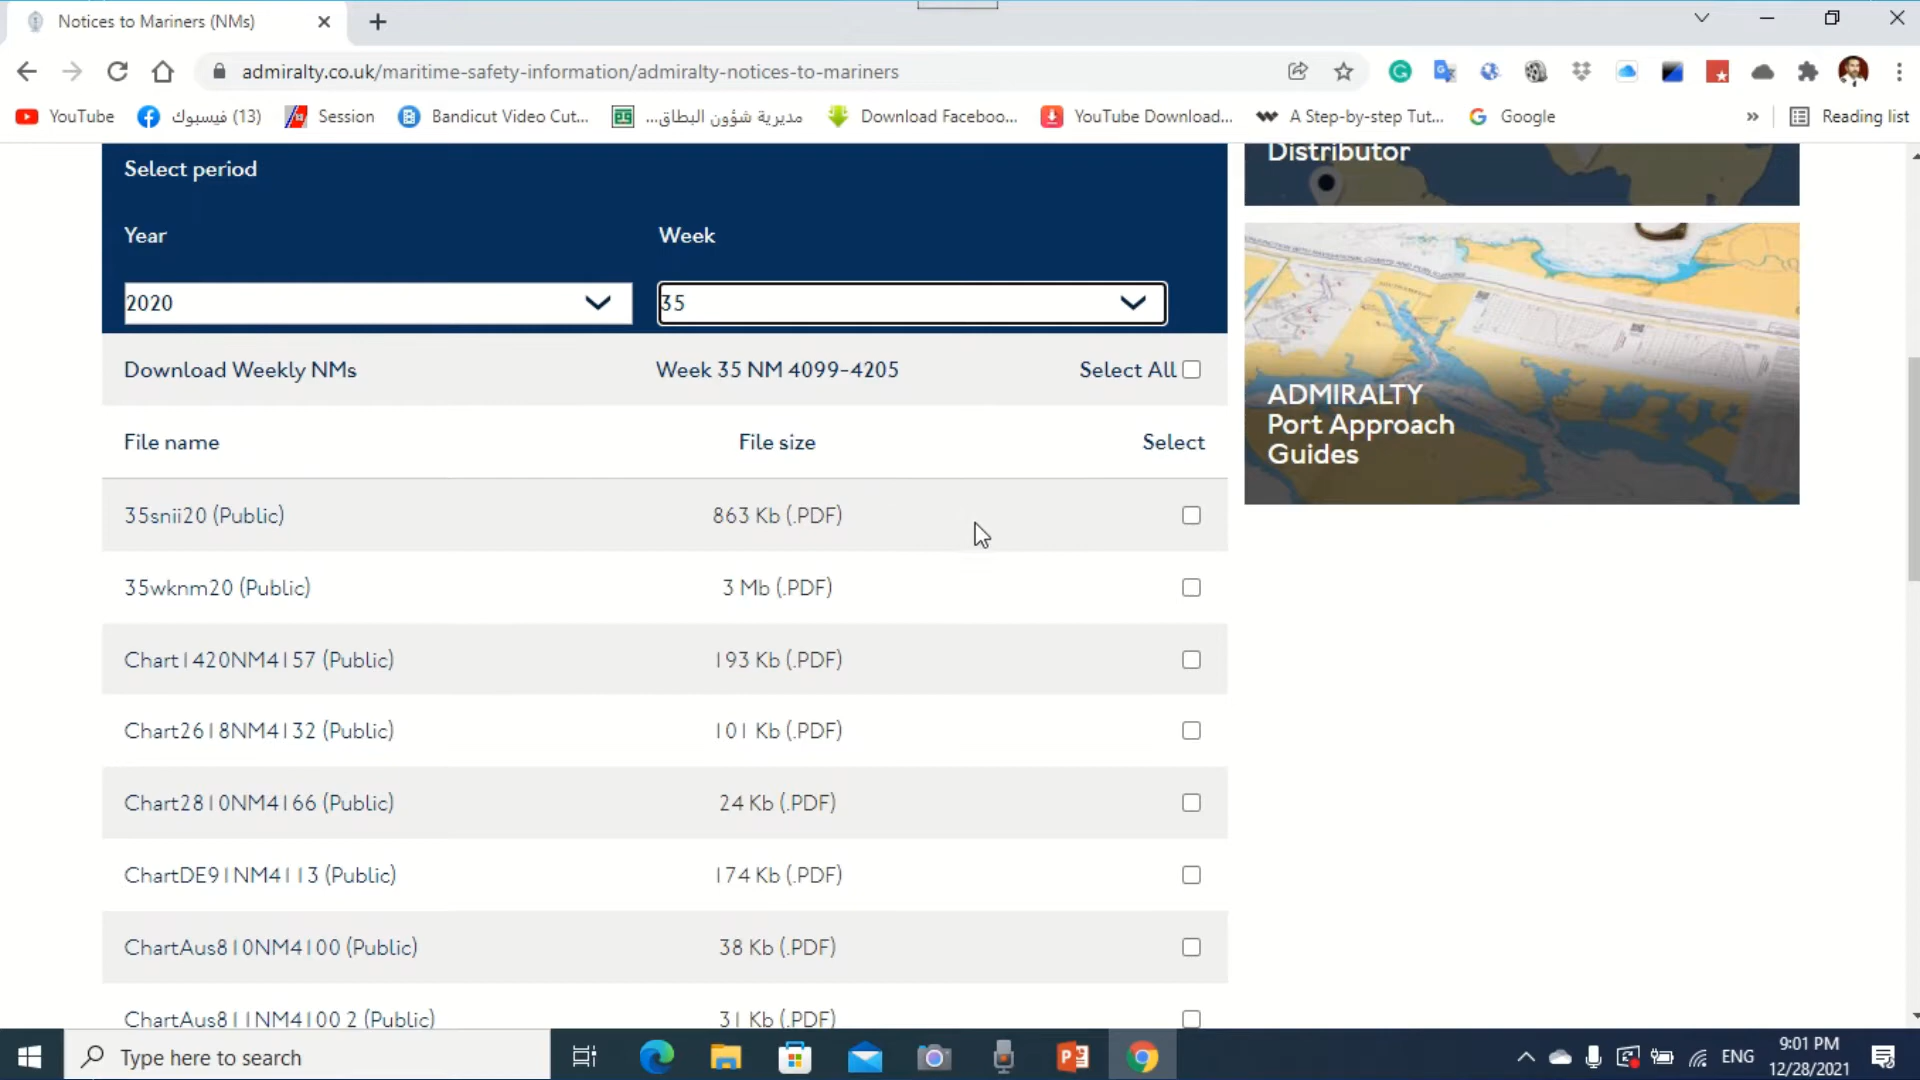 Notices to Mariners (NMs)
admiralty.co.uk/maritime-safety-information/admiralty-notices-to-mariners
YouTube
(13) فيسبوك
Session
Bandicut Video Cut...
مديرية شؤون البطاق...
Download Faceboo...
YouTube Download...
A Step-by-step Tut...
Google
»
Reading list
Select period
Year
Week
2020
35
Download Weekly NMs
Week 35 NM 4099-4205
Select All
File name
File size
Select
35snii20 (Public)
863 Kb (.PDF)
35wknm20 (Public)
3 Mb (.PDF)
Chart1420NM4157 (Public)
193 Kb (.PDF)
Chart2618NM4132 (Public)
101 Kb (.PDF)
Chart2810NM4166 (Public)
24 Kb (.PDF)
ChartDE91NM4113 (Public)
174 Kb (.PDF)
ChartAus810NM4100 (Public)
38 Kb (.PDF)
ChartAus811NM4100 2 (Public)
31 Kb (.PDF)
Distributor
ADMIRALTY
Port Approach
Guides
Type here to search
ENG
9:01 PM
12/28/2021